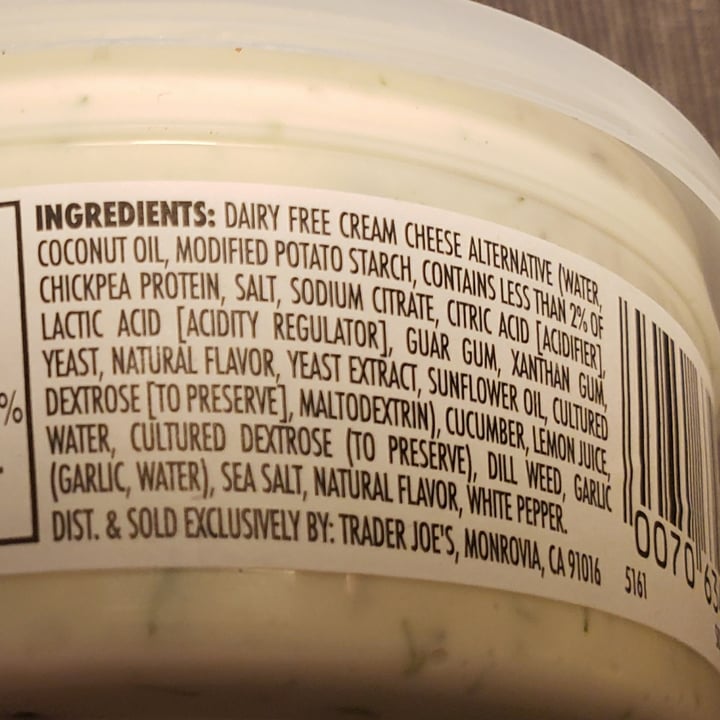 INGREDIENTS: DAIRY FREE CREAM CHEESE ALTERNATIVE (WATER,
COCONUT OIL, MODIFIED POTATO STARCH, CONTAINS LESS THAN 2% OF
CHICKPEA PROTEIN, SALT, SODIUM CITRATE, CITRIC ACID [ACIDIFIER],
LACTIC ACID [ACIDITY REGULATOR], GUAR GUM, XANTHAN GUM,
YEAST, NATURAL FLAVOR, YEAST EXTRACT, SUNFLOWER OIL, CULTURED
DEXTROSE [TO PRESERVE], MALTODEXTRIN), CUCUMBER, LEMON JUICE,
WATER, CULTURED DEXTROSE (TO PRESERVE), DILL WEED, GARLIC
(GARLIC, WATER), SEA SALT, NATURAL FLAVOR, WHITE PEPPER.
DIST. & SOLD EXCLUSIVELY BY: TRADER JOE'S, MONROVIA, CA 91016
5161
%
0070 63